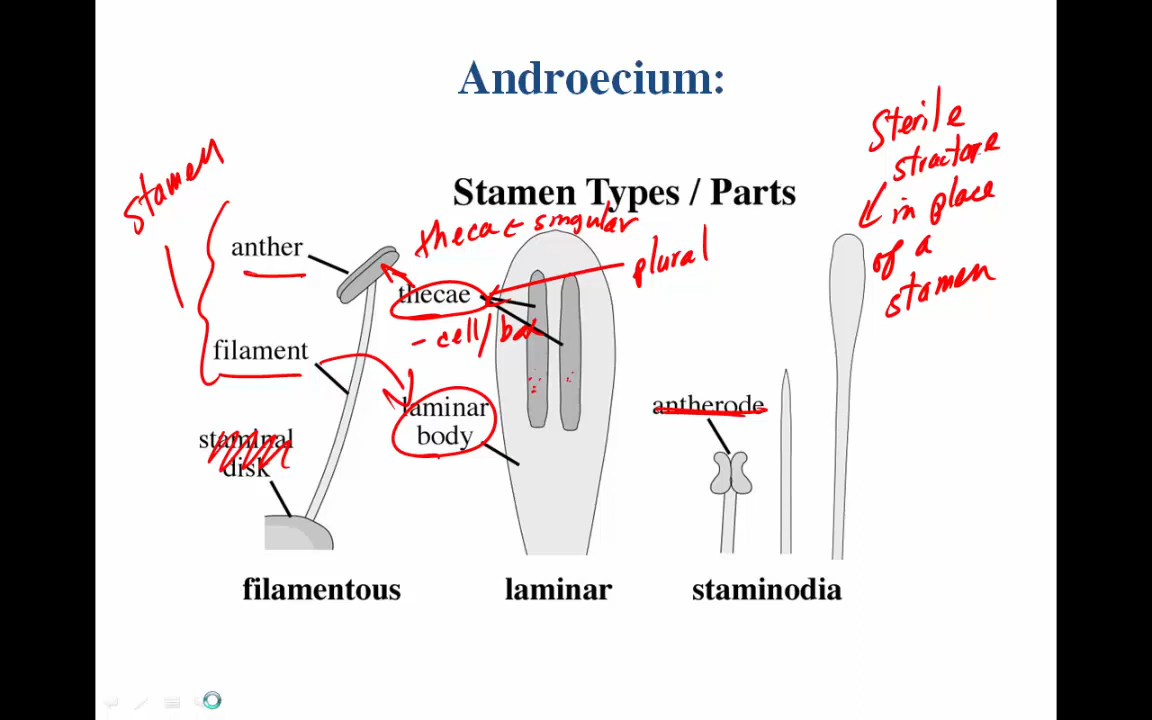 Androecium:
Stamen Types / Parts
stamen
anther
filament
staminal
disk
theca ← singular
thecae
plural
- cell/box
laminar
body
antherode
sterile
structure
in place
of a
stamen
filamentous
laminar
staminodia